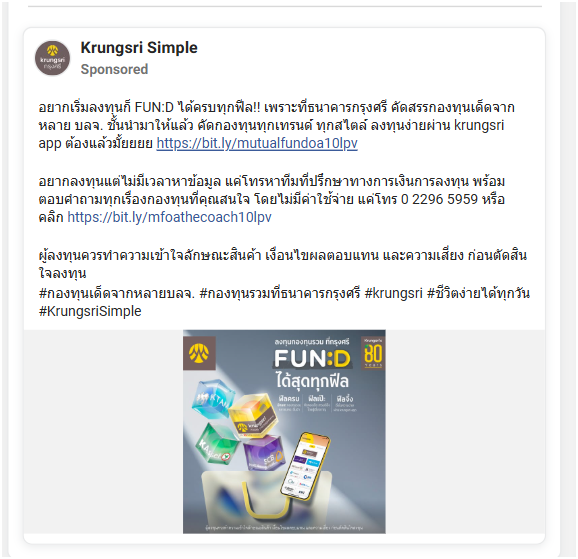 Krungsri Simple
Sponsored
krungsri
กรุงศรี
อยากเริ่มลงทุนก็ FUN:D ได้ครบทุกฟีล!! เพราะที่ธนาคารกรุงศรี คัดสรรกองทุนเด็ดจาก
หลาย บลจ. ชั้นนำมาให้แล้ว คัดกองทุนทุกเทรนด์ ทุกสไตล์ ลงทุนง่ายผ่าน krungsri
app ต้องแล้วมั้ยยยย https://bit.ly/mutualfundoa10lpv
อยากลงทุนแต่ไม่มีเวลาหาข้อมูล แค่โทรหาทีมที่ปรึกษาทางการเงินการลงทุน พร้อม
ตอบคำถามทุกเรื่องกองทุนที่คุณสนใจ โดยไม่มีค่าใช้จ่าย แค่โทร 0 2296 5959 หรือ
คลิก https://bit.ly/mfoathecoach10lpv
ผู้ลงทุนควรทำความเข้าใจลักษณะสินค้า เงื่อนไขผลตอบแทน และความเสี่ยง ก่อนตัดสิน
ใจลงทุน
#กองทุนเด็ดจากหลายบลจ. #กองทุนรวมที่ธนาคารกรุงศรี #krungsri #ชีวิตง่ายได้ทุกวัน
#KrungsriSimple
ลงทุนกองทุนรวม ที่กรุงศรี
FUN:D
ได้สุดทุกฟีล
80
YEARS
ฟีลครบ ฟีลเป๊ะ ฟีลจึ้ง
krungsri